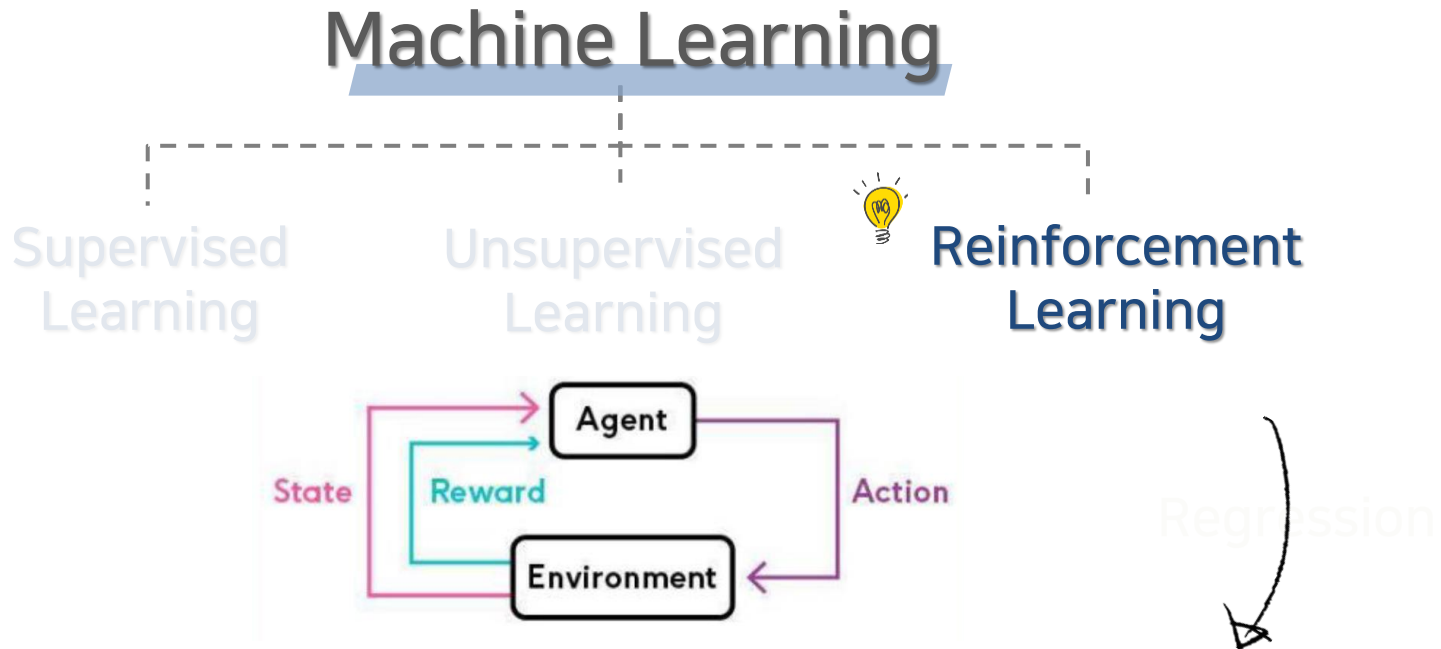 Machine Learning
Supervised
Learning
Unsupervised
Learning
Reinforcement
Learning
Agent
State
Reward
Action
Regression
Environment